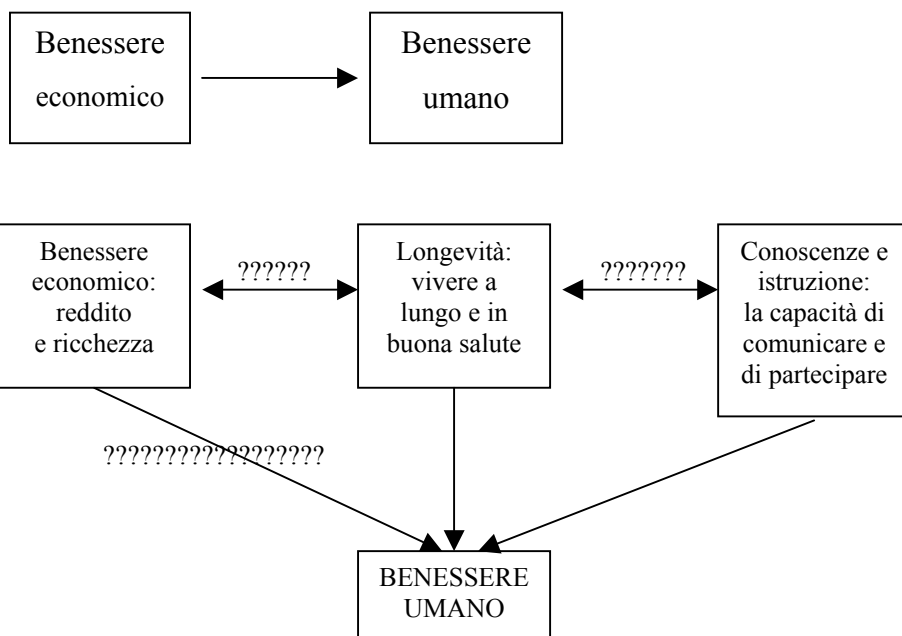 Benessere
economico
Benessere
umano
Benessere
economico:
reddito
e ricchezza
??????
Longevità:
vivere a
lungo e in
buona salute
???????
Conoscenze e
istruzione:
la capacità di
comunicare e
di partecipare
??????????????????
BENESSERE
UMANO